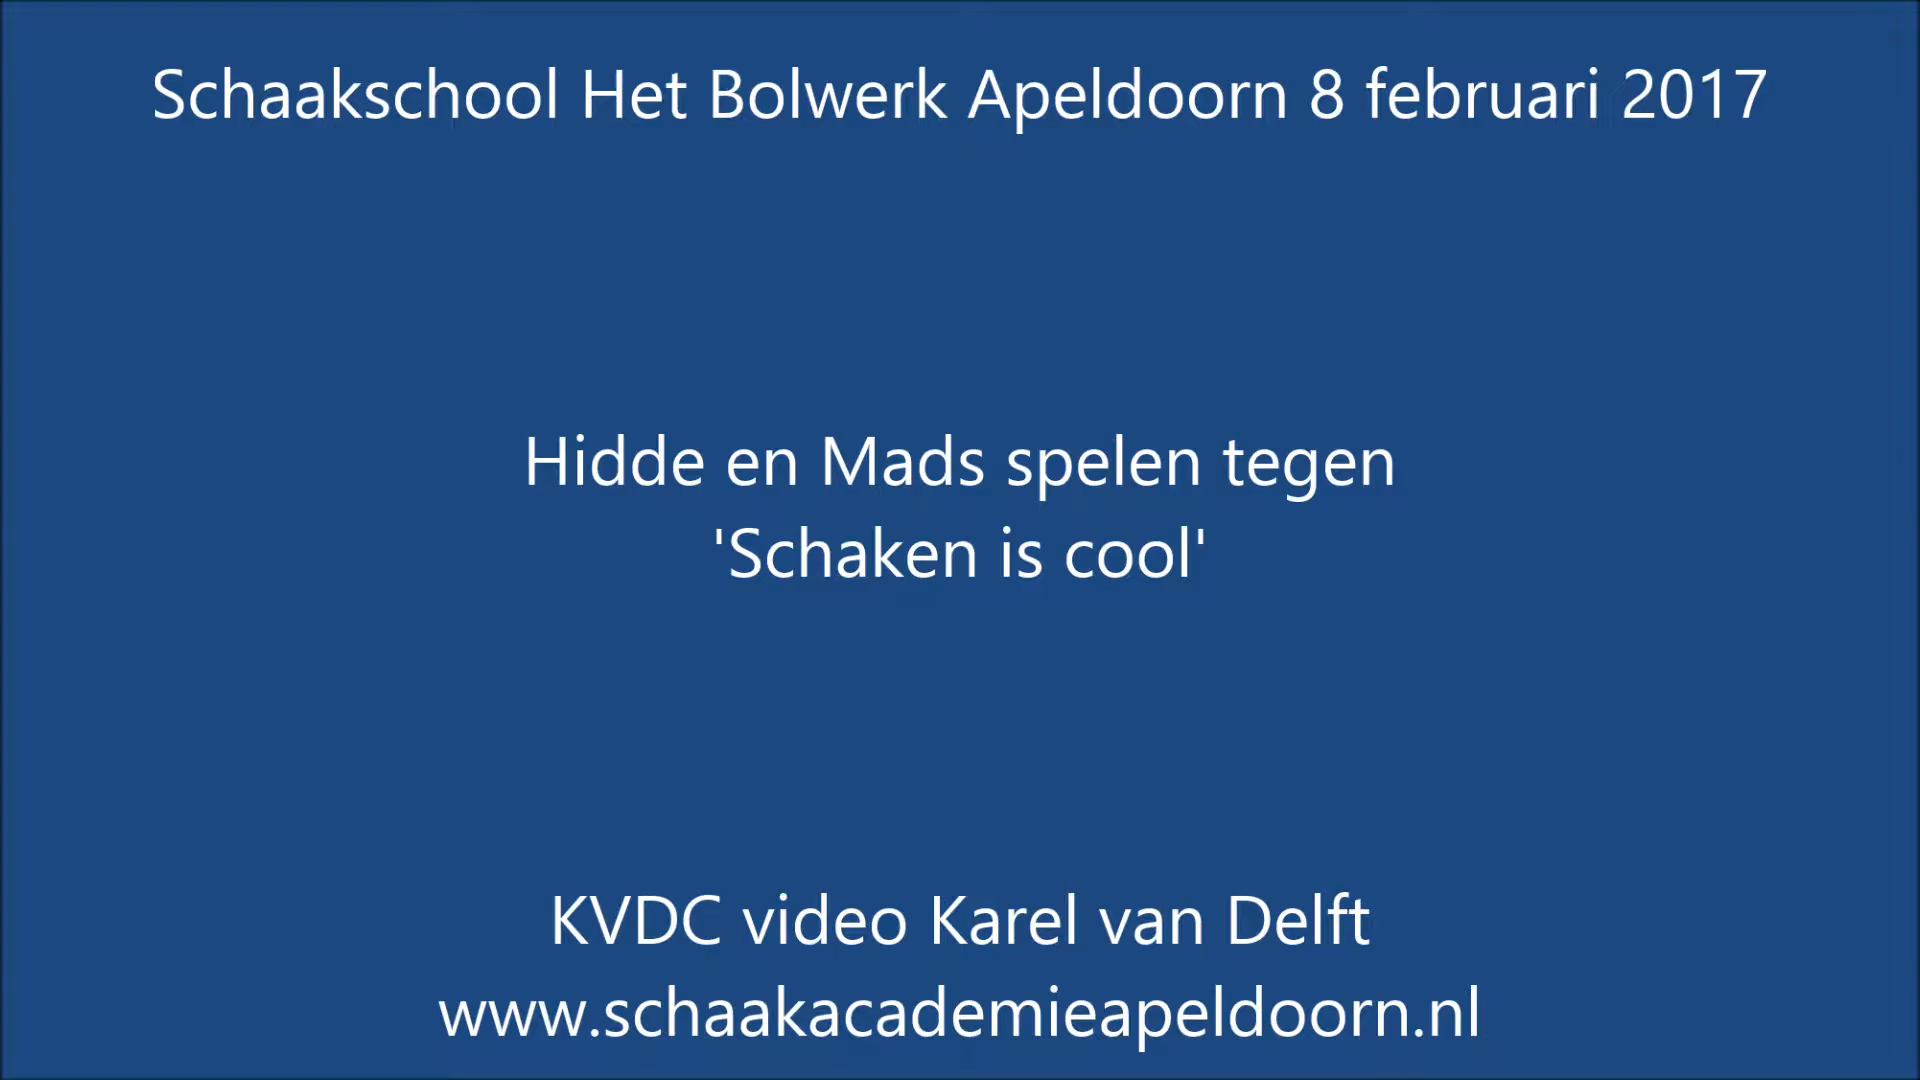 Schaakschool Het Bolwerk Apeldoorn 8 februari 2017
Hidde en Mads spelen tegen
'Schaken is cool'
KVDC video Karel van Delft
www.schaakacademieapeldoorn.nl